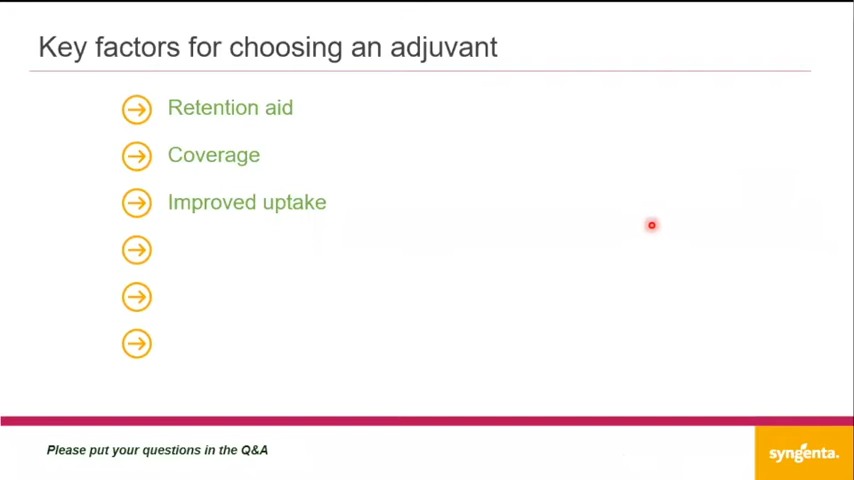 Key factors for choosing an adjuvant
Retention aid
Coverage
Improved uptake
Please put your questions in the Q&A
syngenta.